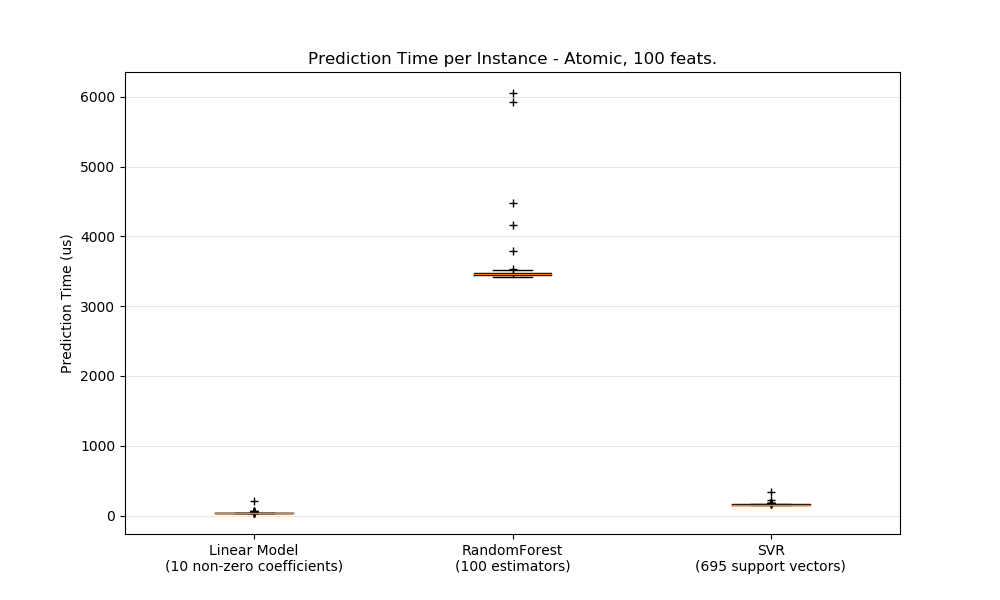 Prediction Time per Instance - Atomic, 100 feats.
6000
5000
4000
3000
2000
1000
0
Prediction Time (us)
Linear Model
(10 non-zero coefficients)
RandomForest
(100 estimators)
SVR
(695 support vectors)